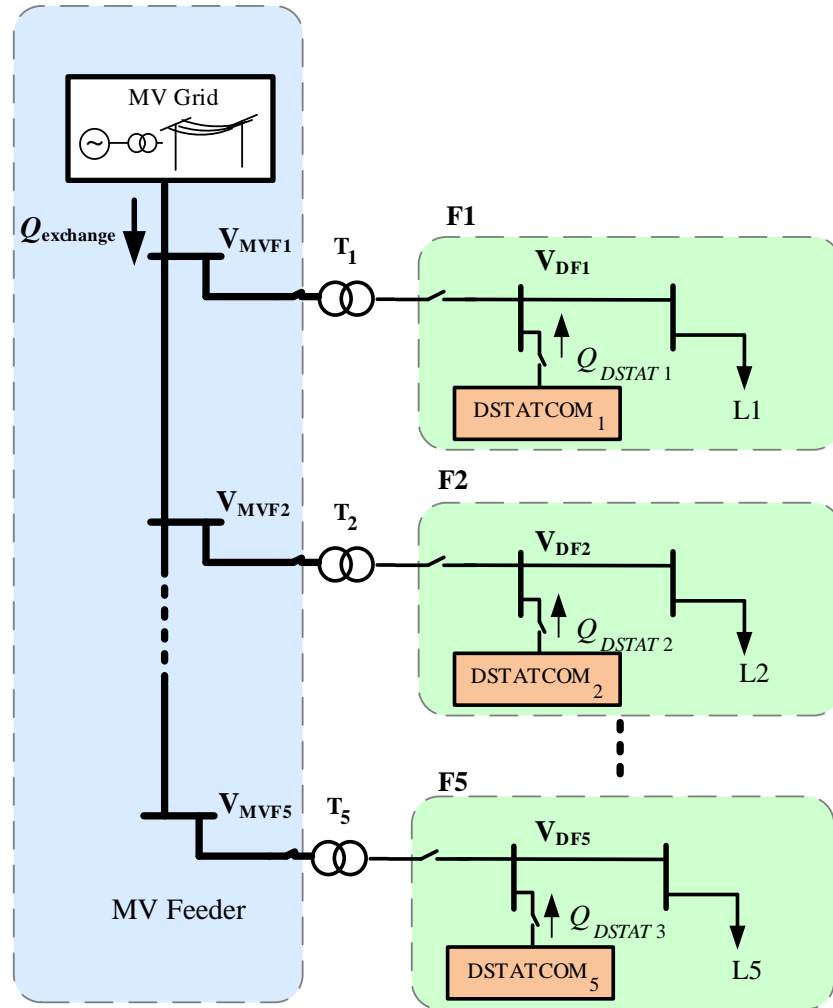 MV Grid
~
Qexchange
VMVF1
T1
F1
VDF1
QDSTAT 1
DSTATCOM1
L1
VMVF2
T2
F2
VDF2
QDSTAT 2
DSTATCOM2
L2
VMVF5
T5
F5
VDF5
QDSTAT 3
DSTATCOM5
L5
MV Feeder